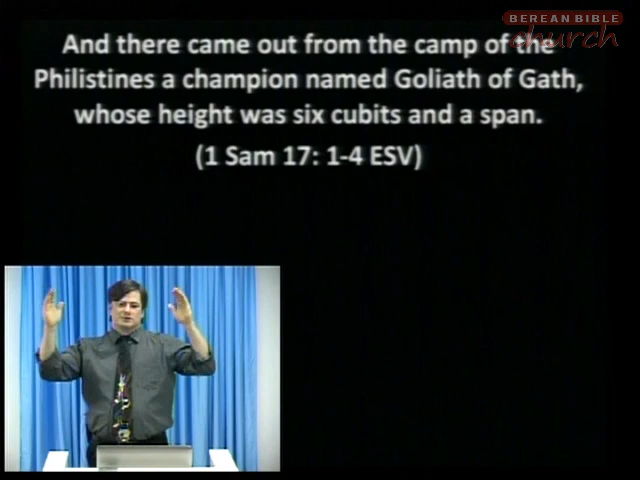 BEREAN BIBLE
church
And there came out from the camp of the
Philistines a champion named Goliath of Gath,
whose height was six cubits and a span.
(1 Sam 17: 1-4 ESV)